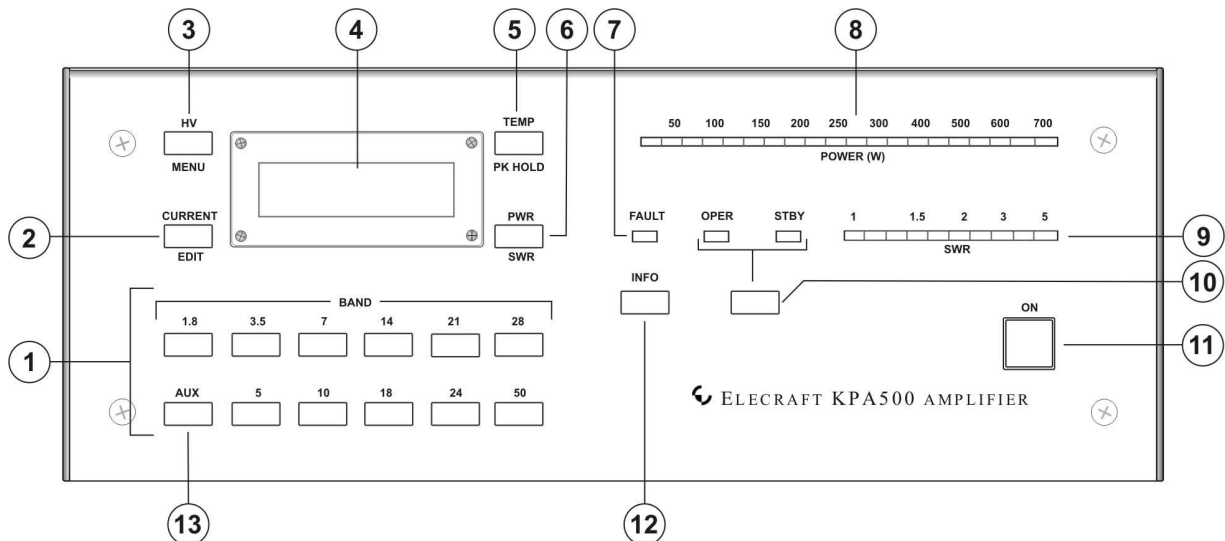 3 4 5 6 7 8
HV
MENU
TEMP
PK HOLD
50 100 150 200 250 300 400 500 600 700
POWER (W)
2
CURRENT
EDIT
PWR
SWR
FAULT OPER STBY
1 1.5 2 3 5
SWR
9
INFO
10
ON
11
1
BAND
1.8 3.5 7 14 21 28
AUX 5 10 18 24 50
ELECRAFT KPA500 AMPLIFIER
13 12